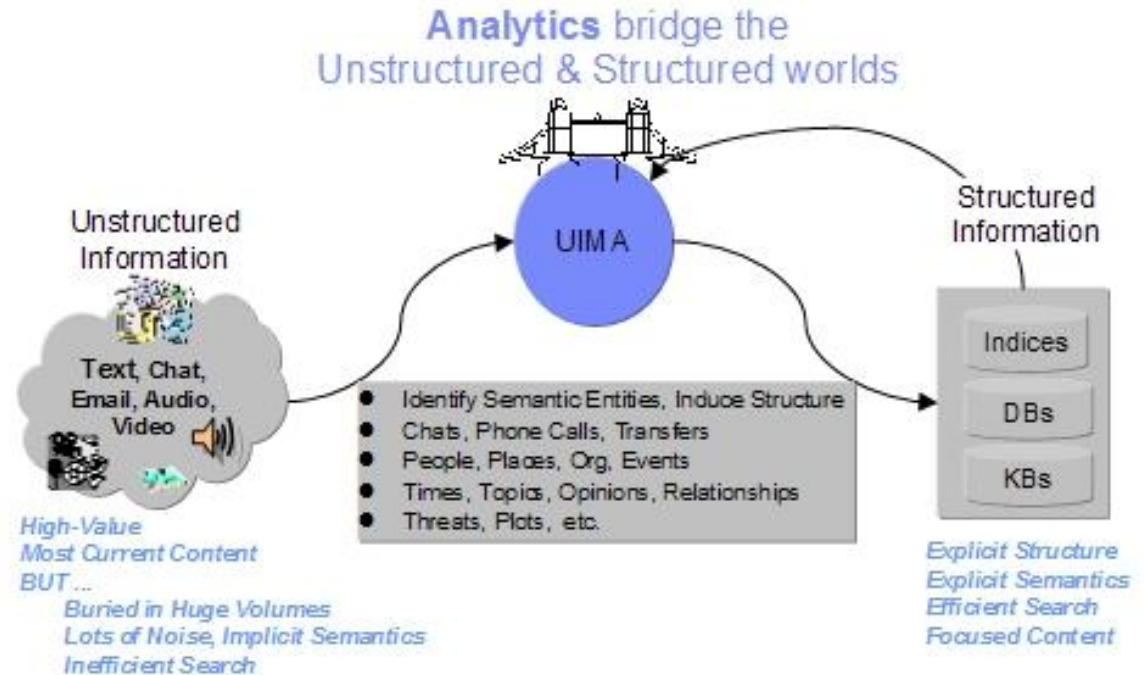 Analytics bridge the
Unstructured & Structured worlds
Unstructured
Information
Text, Chat,
Email, Audio,
Video
High-Value
Most Current Content
BUT ...
Buried in Huge Volumes
Lots of Noise, Implicit Semantics
Inefficient Search
UIMA
• Identify Semantic Entities, Induce Structure
• Chats, Phone Calls, Transfers
• People, Places, Org, Events
• Times, Topics, Opinions, Relationships
• Threats, Plots, etc.
Structured
Information
Indices
DBs
KBs
Explicit Structure
Explicit Semantics
Efficient Search
Focused Content